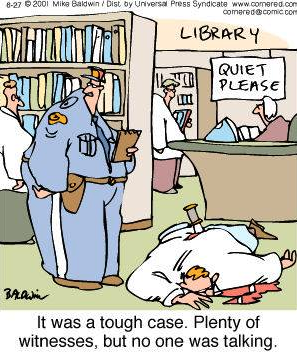 6-27 © 2001 Mike Baldwin / Dist. by Universal Press Syndicate www.cornered.com
cornered@comic.com
LIBRARY
QUIET
PLEASE
BALDWIN
It was a tough case. Plenty of
witnesses, but no one was talking.